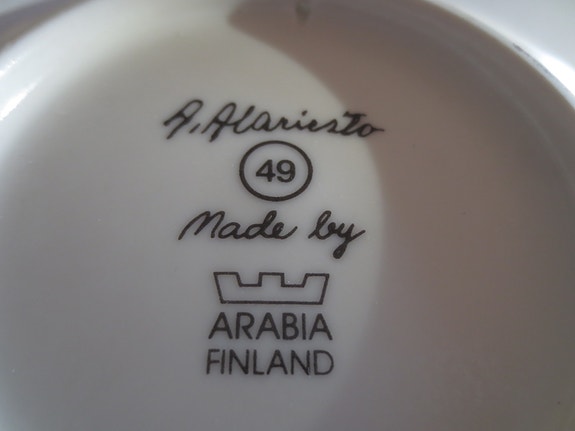 A. Alariesto
49
Made by
ARABIA
FINLAND